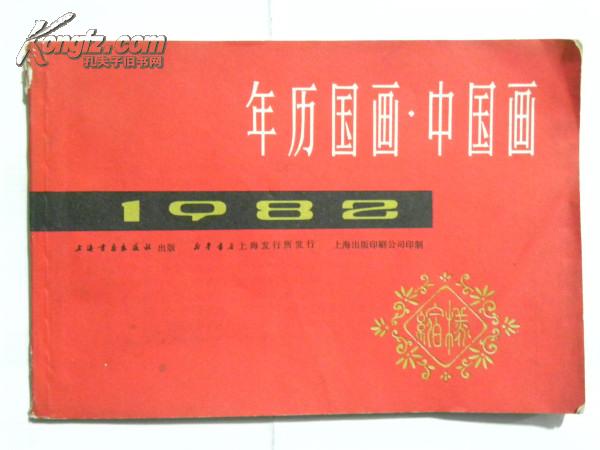 Kongfz.com
孔夫子旧书网
年历国画·中国画
1982
上海书画出版社 出版 新华书店上海发行所发行 上海出版印刷公司印制
缩样